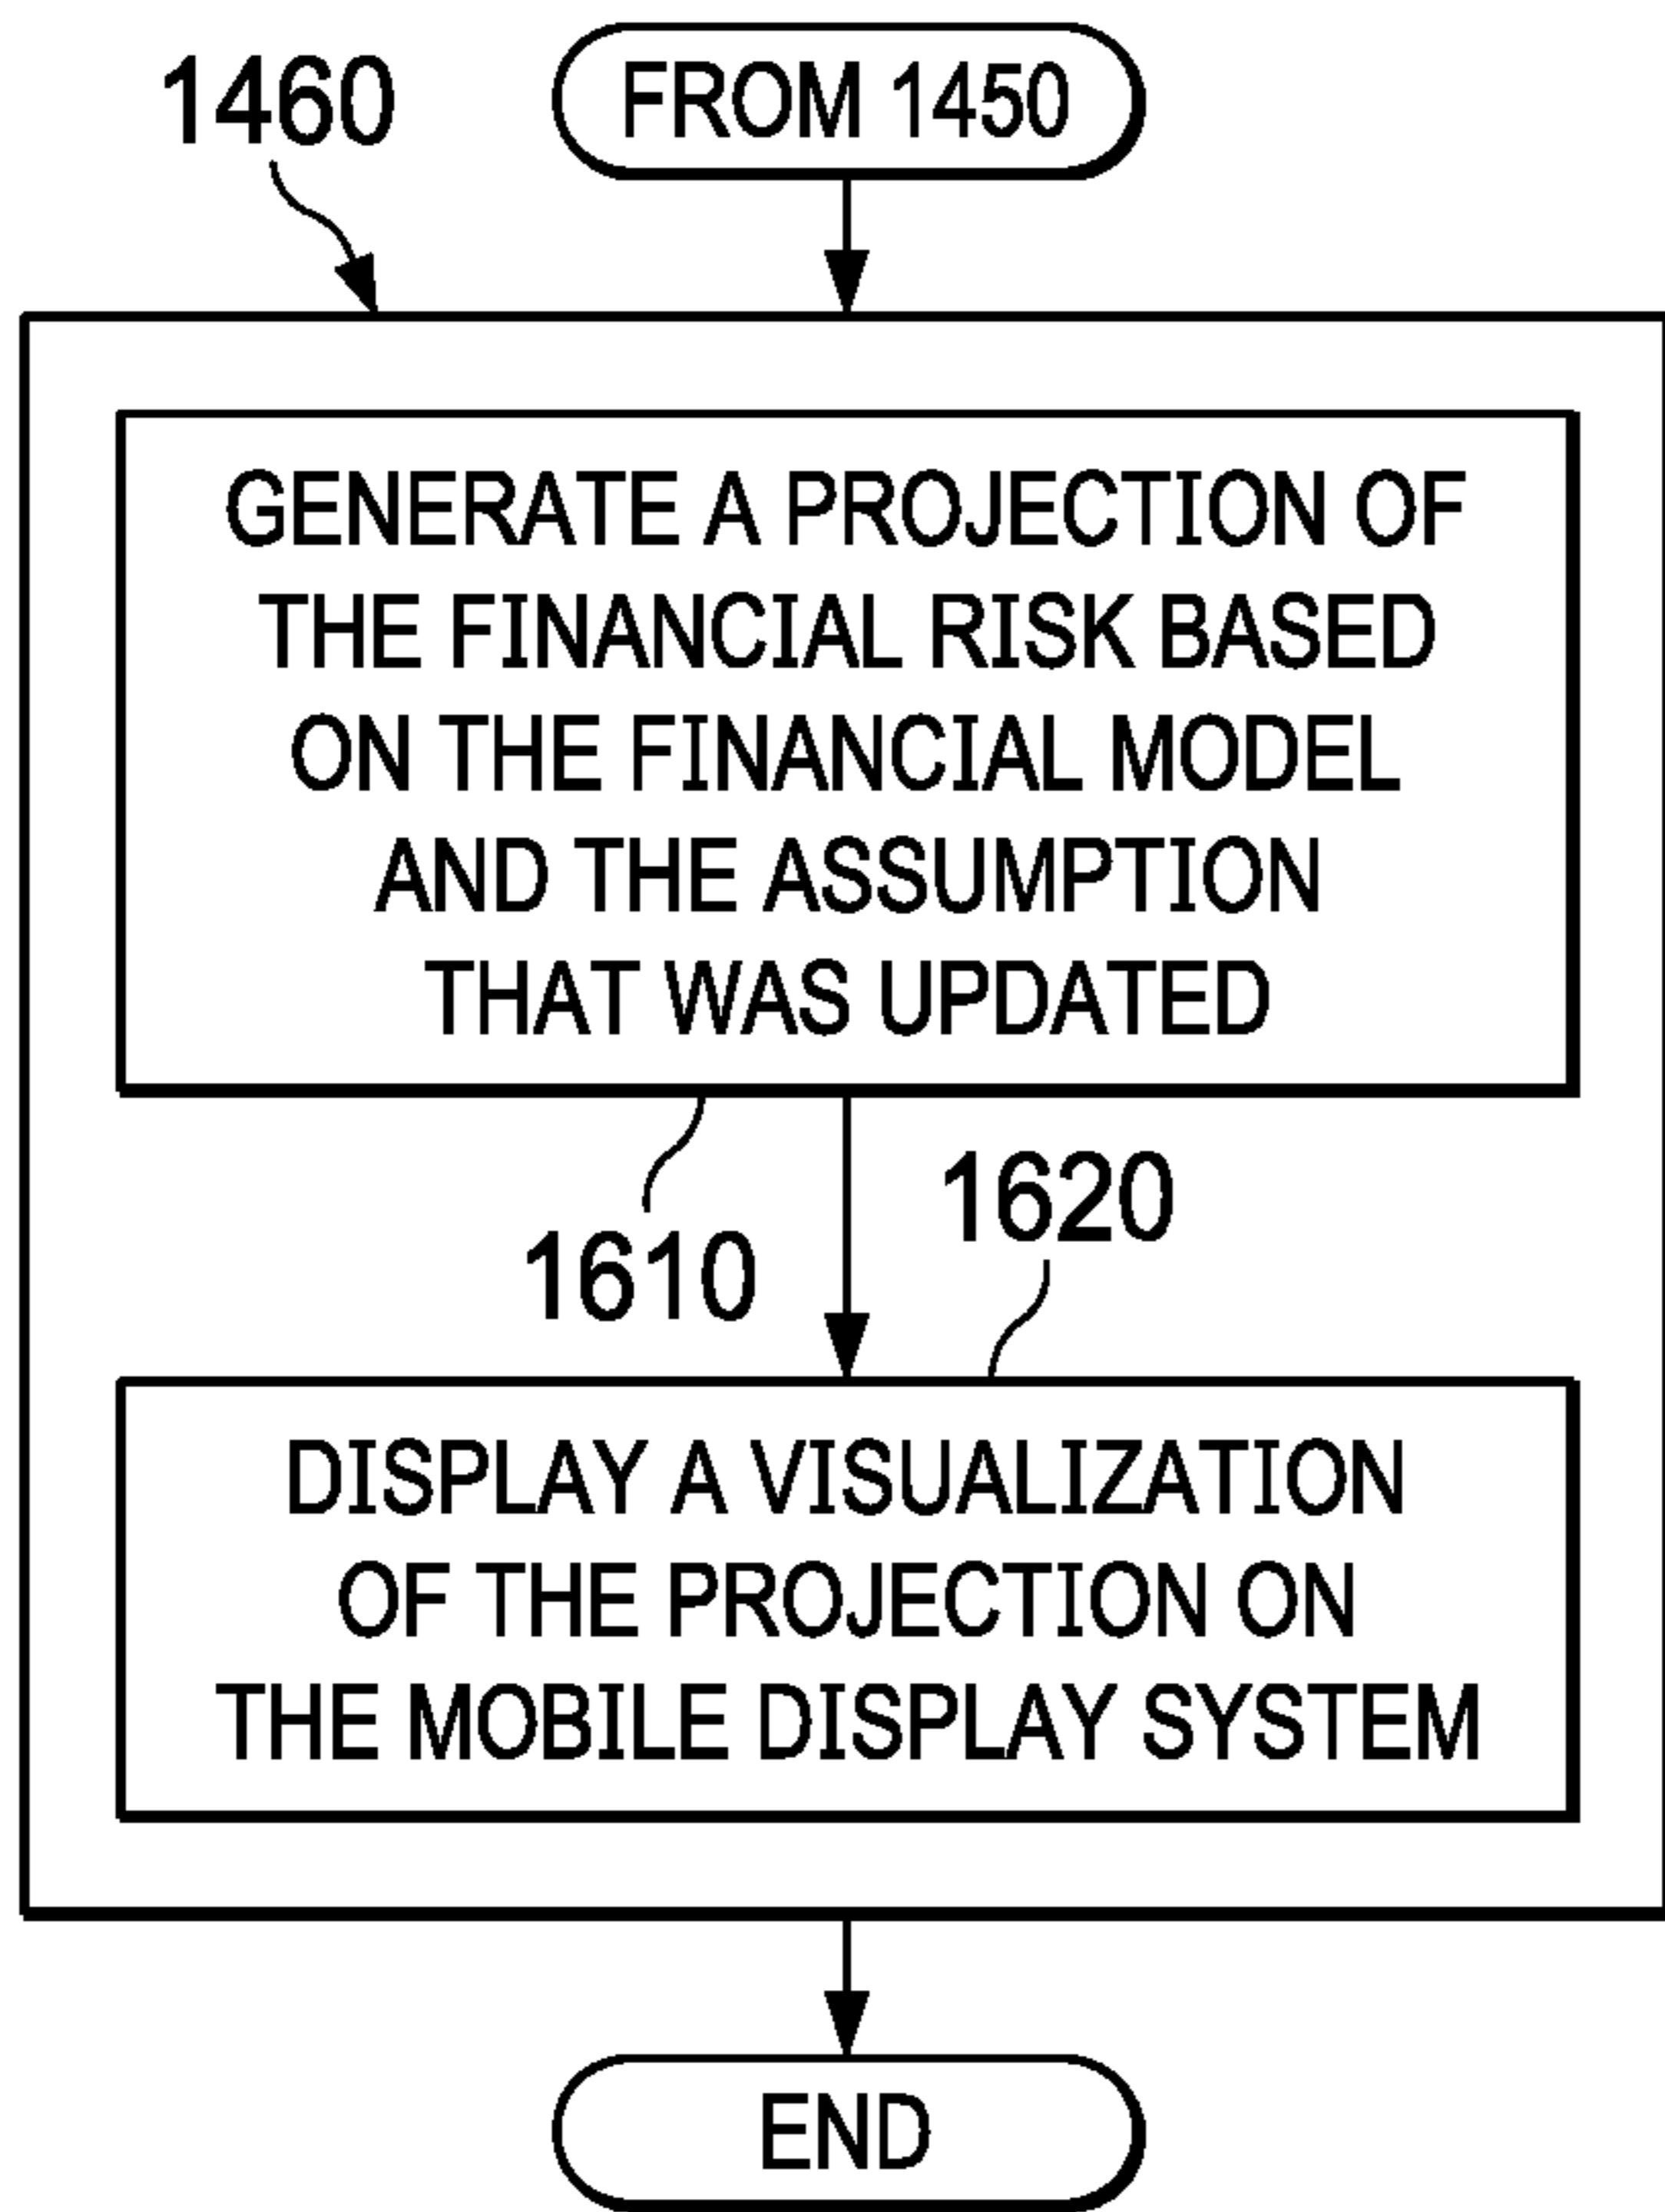 1460
FROM 1450
GENERATE A PROJECTION OF
THE FINANCIAL RISK BASED
ON THE FINANCIAL MODEL
AND THE ASSUMPTION
THAT WAS UPDATED
1610
1620
DISPLAY A VISUALIZATION
OF THE PROJECTION ON
THE MOBILE DISPLAY SYSTEM
END